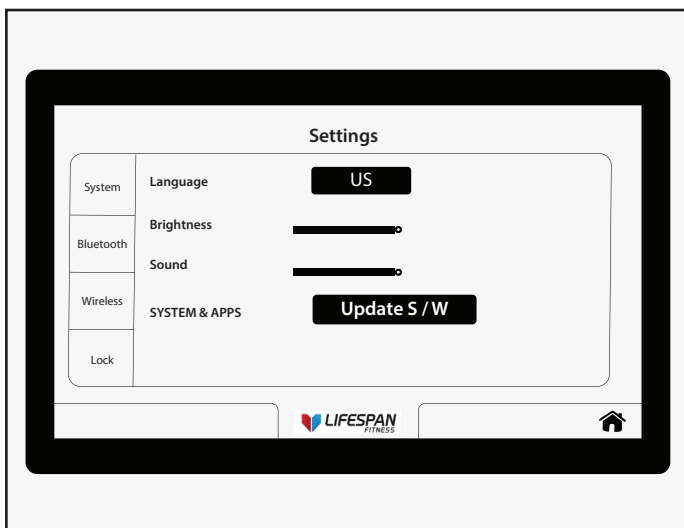 Settings
System
Language
US
Bluetooth
Brightness
Sound
Wireless
SYSTEM & APPS
Update S / W
Lock
LIFESPAN
FITNESS